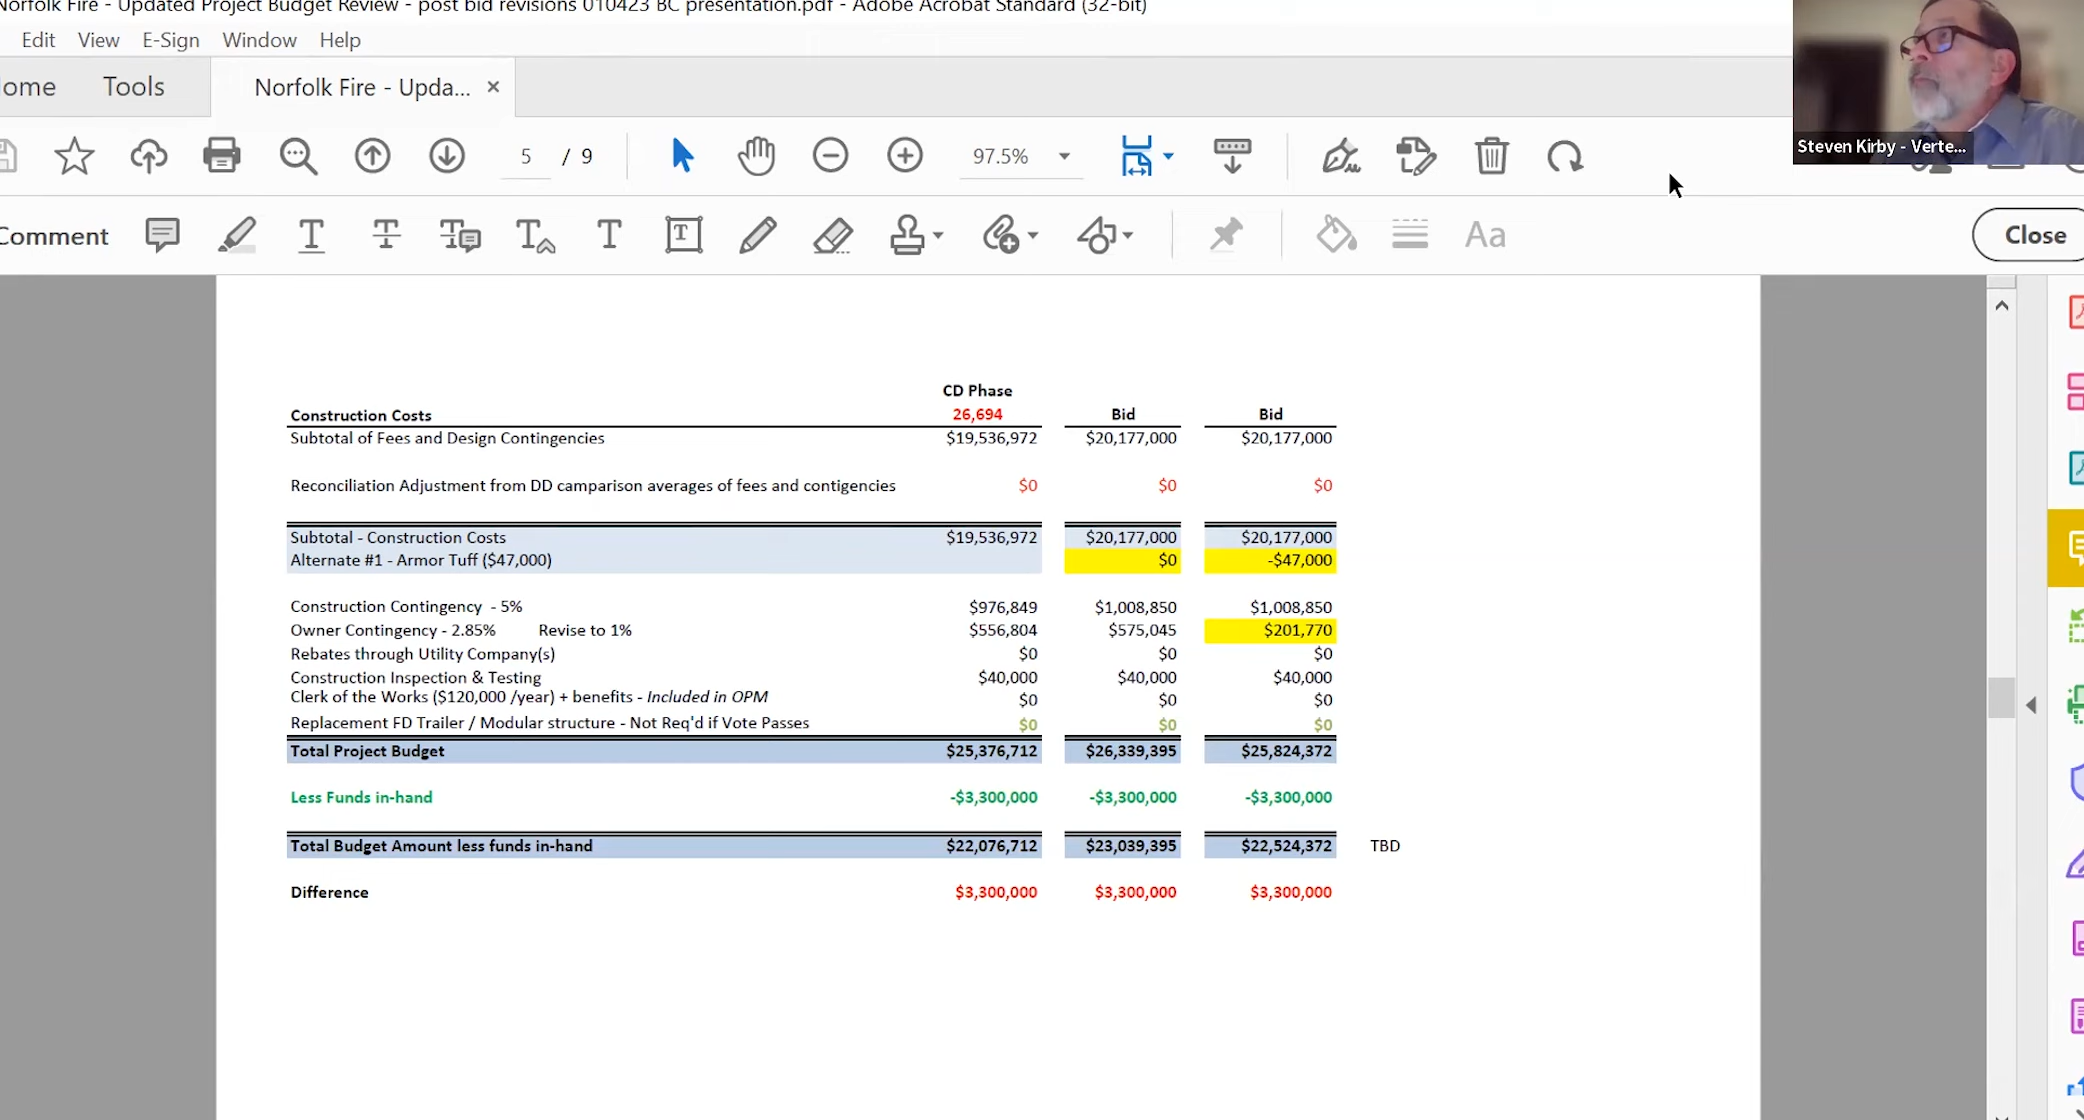 Norfolk Fire - Updated Project Budget Review - post bid revisions 010423 BC presentation.pdf - Adobe Acrobat Standard (32-bit)
Edit View E-Sign Window Help
ome Tools Norfolk Fire - Upda... ×
5 / 9 97.5%
Steven Kirby - Verte...
Comment Aa Close
CD Phase
Construction Costs 26,694 Bid Bid
Subtotal of Fees and Design Contingencies $19,536,972 $20,177,000 $20,177,000
Reconciliation Adjustment from DD camparison averages of fees and contigencies $0 $0 $0
Subtotal - Construction Costs $19,536,972 $20,177,000 $20,177,000
Alternate #1 - Armor Tuff ($47,000) $0 -$47,000
Construction Contingency - 5% $976,849 $1,008,850 $1,008,850
Owner Contingency - 2.85% Revise to 1% $556,804 $575,045 $201,770
Rebates through Utility Company(s) $0 $0 $0
Construction Inspection & Testing $40,000 $40,000 $40,000
Clerk of the Works ($120,000 /year) + benefits - Included in OPM $0 $0 $0
Replacement FD Trailer / Modular structure - Not Req'd if Vote Passes $0 $0 $0
Total Project Budget $25,376,712 $26,339,395 $25,824,372
Less Funds in-hand -$3,300,000 -$3,300,000 -$3,300,000
Total Budget Amount less funds in-hand $22,076,712 $23,039,395 $22,524,372 TBD
Difference $3,300,000 $3,300,000 $3,300,000